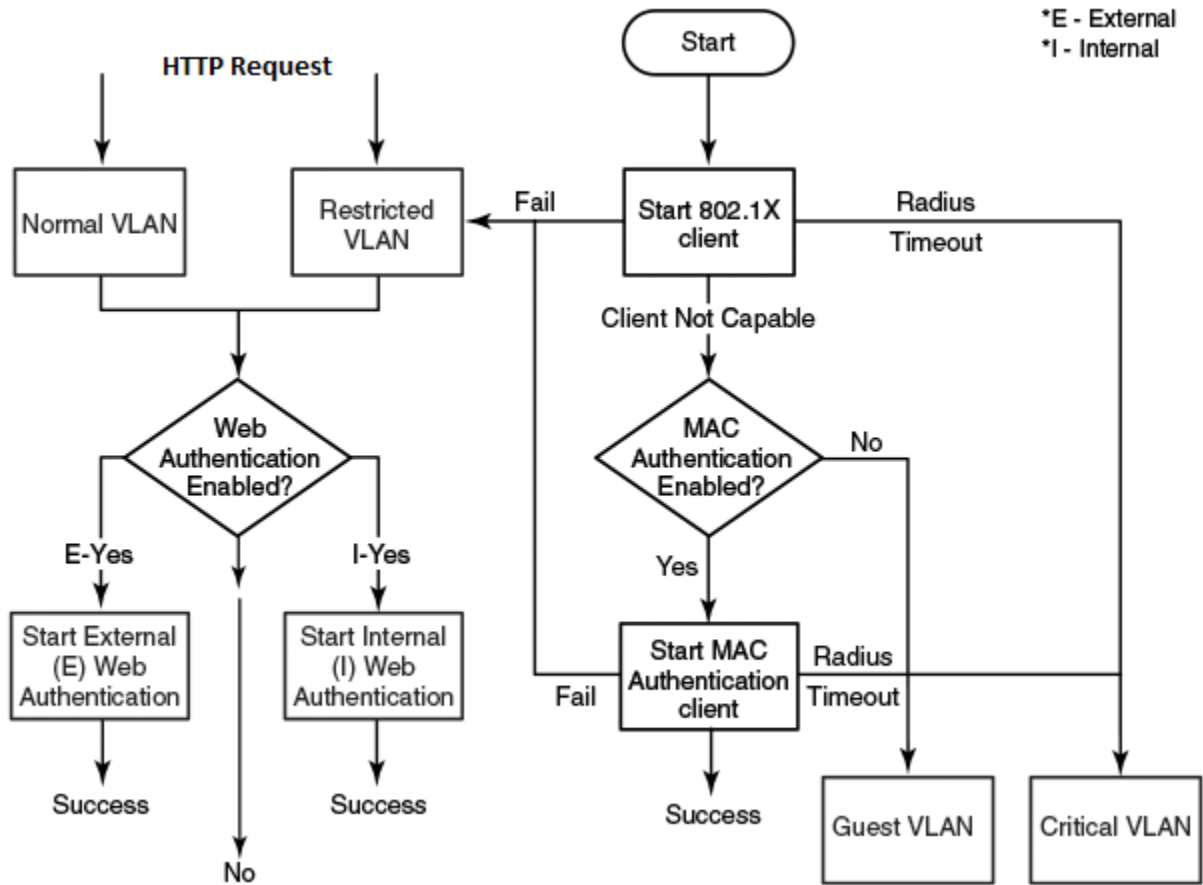 *E - External
*I - Internal
HTTP Request
Start
Normal VLAN
Restricted
VLAN
Fail
Start 802.1X
client
Radius
Timeout
Client Not Capable
Web
Authentication
Enabled?
MAC
Authentication
Enabled?
No
E-Yes
I-Yes
Yes
Start External
(E) Web
Authentication
Start Internal
(I) Web
Authentication
Fail
Start MAC
Authentication
client
Radius
Timeout
Success
Success
Success
No
Guest VLAN
Critical VLAN